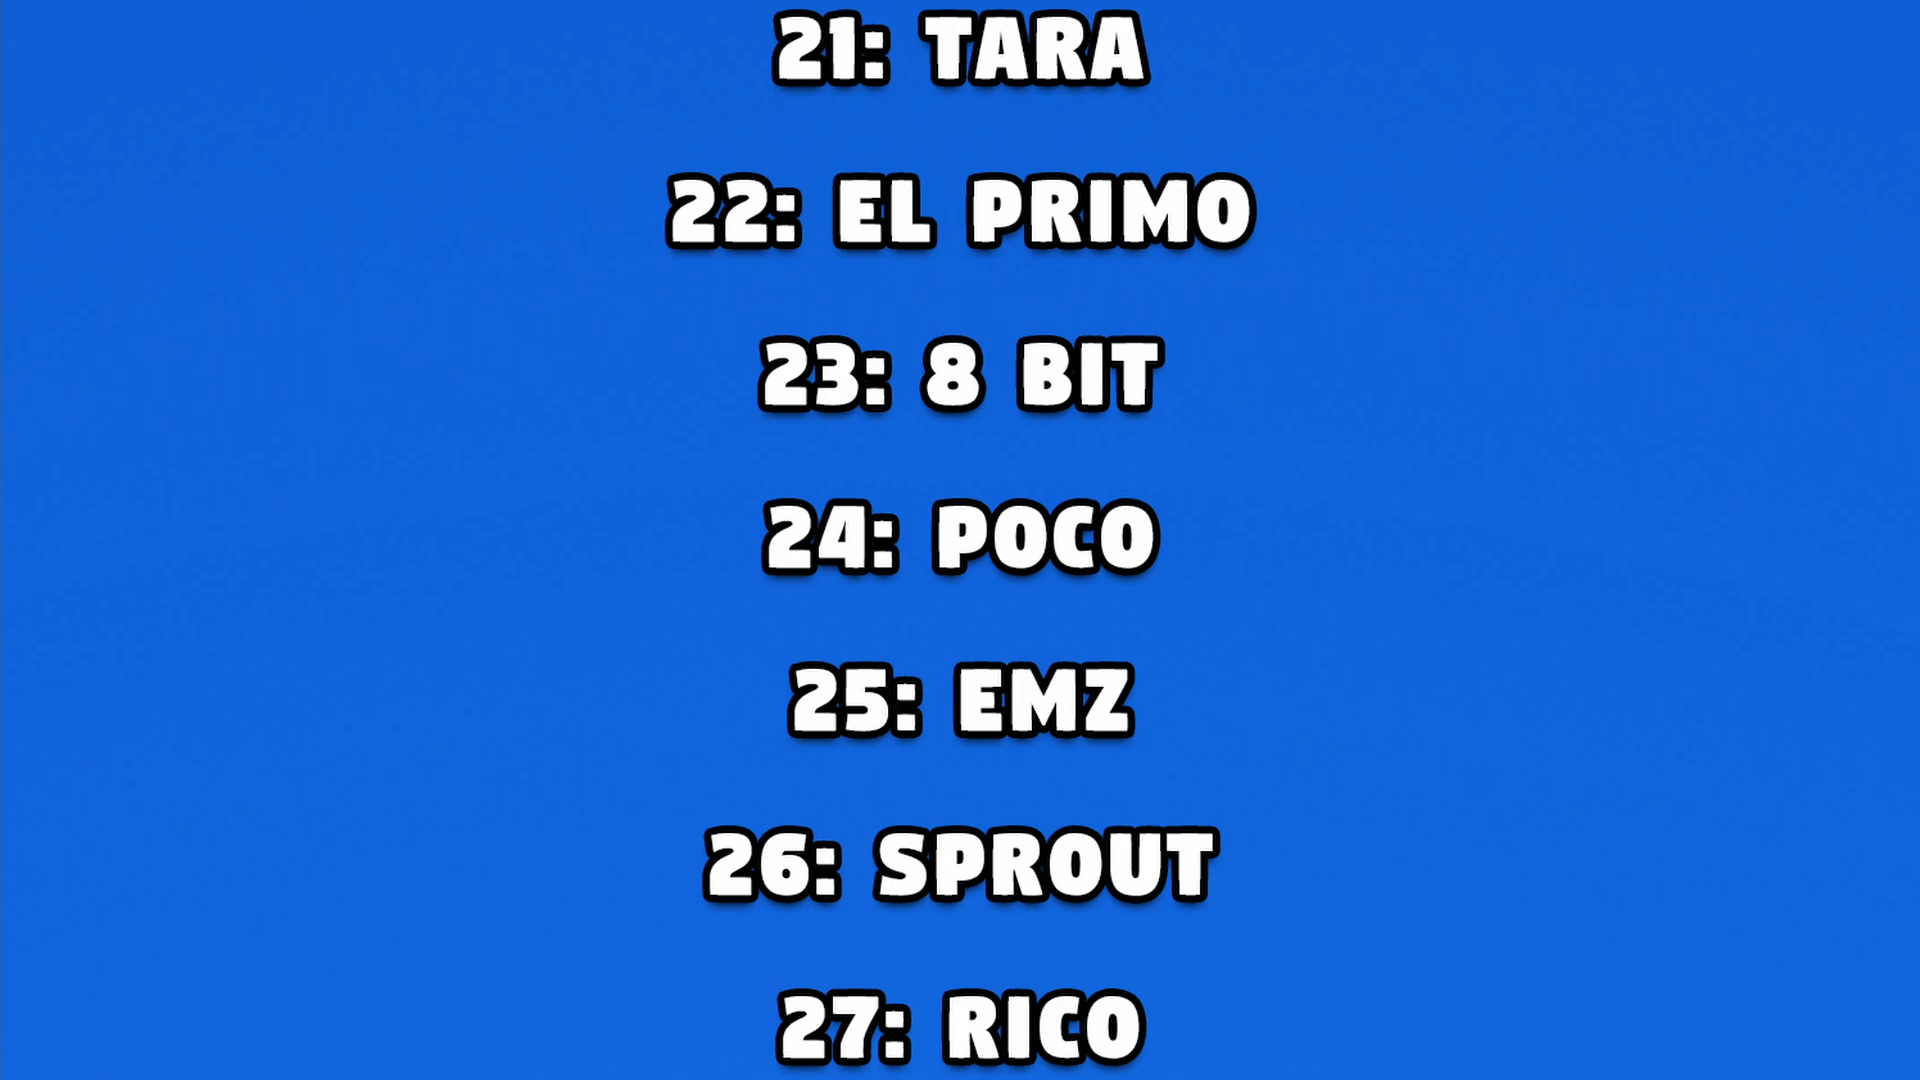 21: TARA
22: EL PRIMO
23: 8 BIT
24: POCO
25: EMZ
26: SPROUT
27: RICO